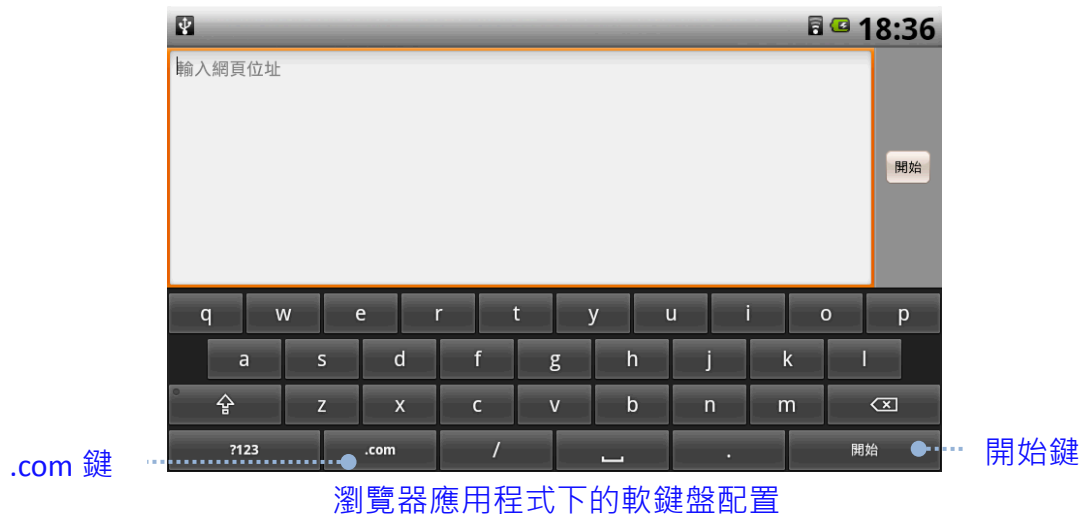 18:36
輸入網頁位址
開始
q w e r t y u i o p
a s d f g h j k l
z x c v b n m
?123 .com / . 開始
.com 鍵
開始鍵
瀏覽器應用程式下的軟鍵盤配置